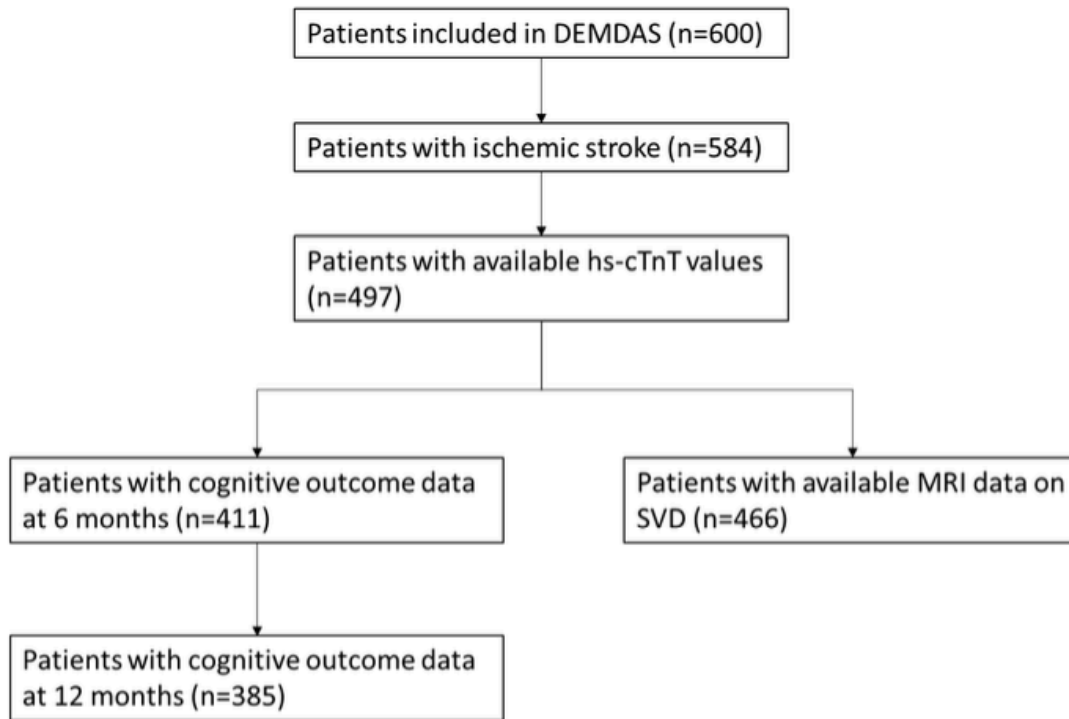 Patients included in DEMDAS (n=600)
Patients with ischemic stroke (n=584)
Patients with available hs-cTnT values
(n=497)
Patients with cognitive outcome data
at 6 months (n=411)
Patients with available MRI data on
SVD (n=466)
Patients with cognitive outcome data
at 12 months (n=385)